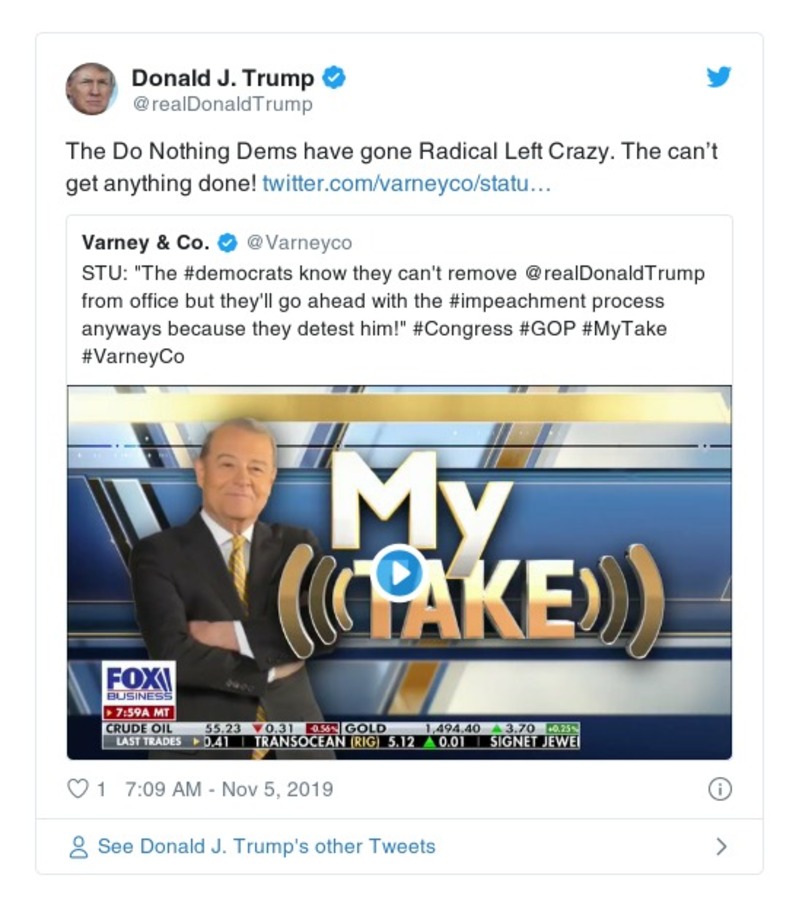 Donald J. Trump
@realDonaldTrump
The Do Nothing Dems have gone Radical Left Crazy. The can’t
get anything done! twitter.com/varneyco/statu…
Varney & Co. @Varneyco
STU: "The #democrats know they can't remove @realDonaldTrump
from office but they'll go ahead with the #impeachment process
anyways because they detest him!" #Congress #GOP #MyTake
#VarneyCo
My
TAKE
FOX
BUSINESS
7:59A MT
CRUDE OIL 55.23 ▼0.31 -0.56% GOLD 1,494.40 ▲3.70 +0.25%
LAST TRADES 0.41 TRANSOCEAN (RIG) 5.12 ▲0.01 SIGNET JEWE
1 7:09 AM - Nov 5, 2019
See Donald J. Trump's other Tweets